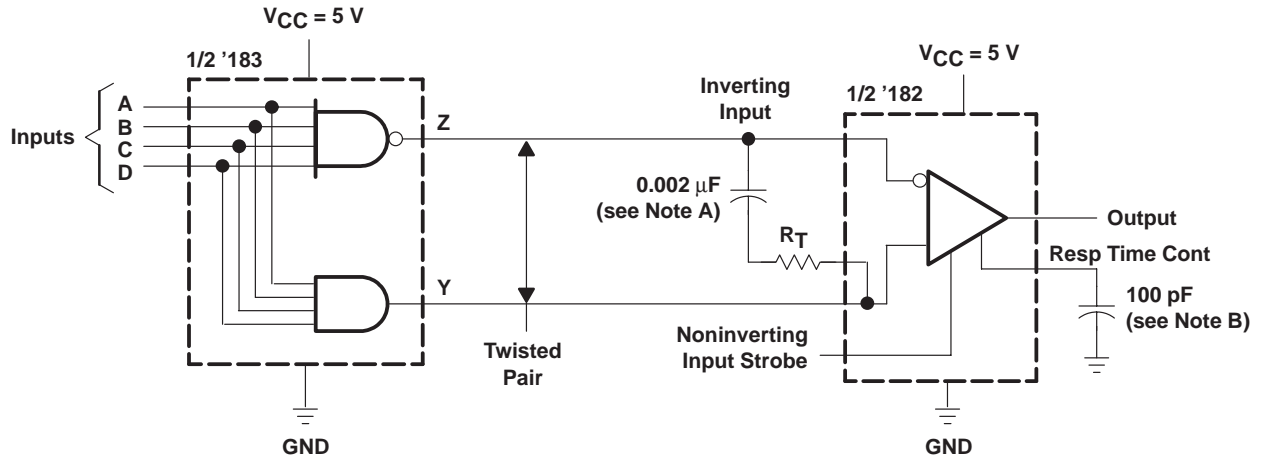 VCC = 5 V
1/2 '183
Inputs
A
B
C
D
Z
Y
Twisted
Pair
GND
Inverting
Input
0.002 μF
(see Note A)
RT
Noninverting
Input Strobe
VCC = 5 V
1/2 '182
Output
Resp Time Cont
100 pF
(see Note B)
GND